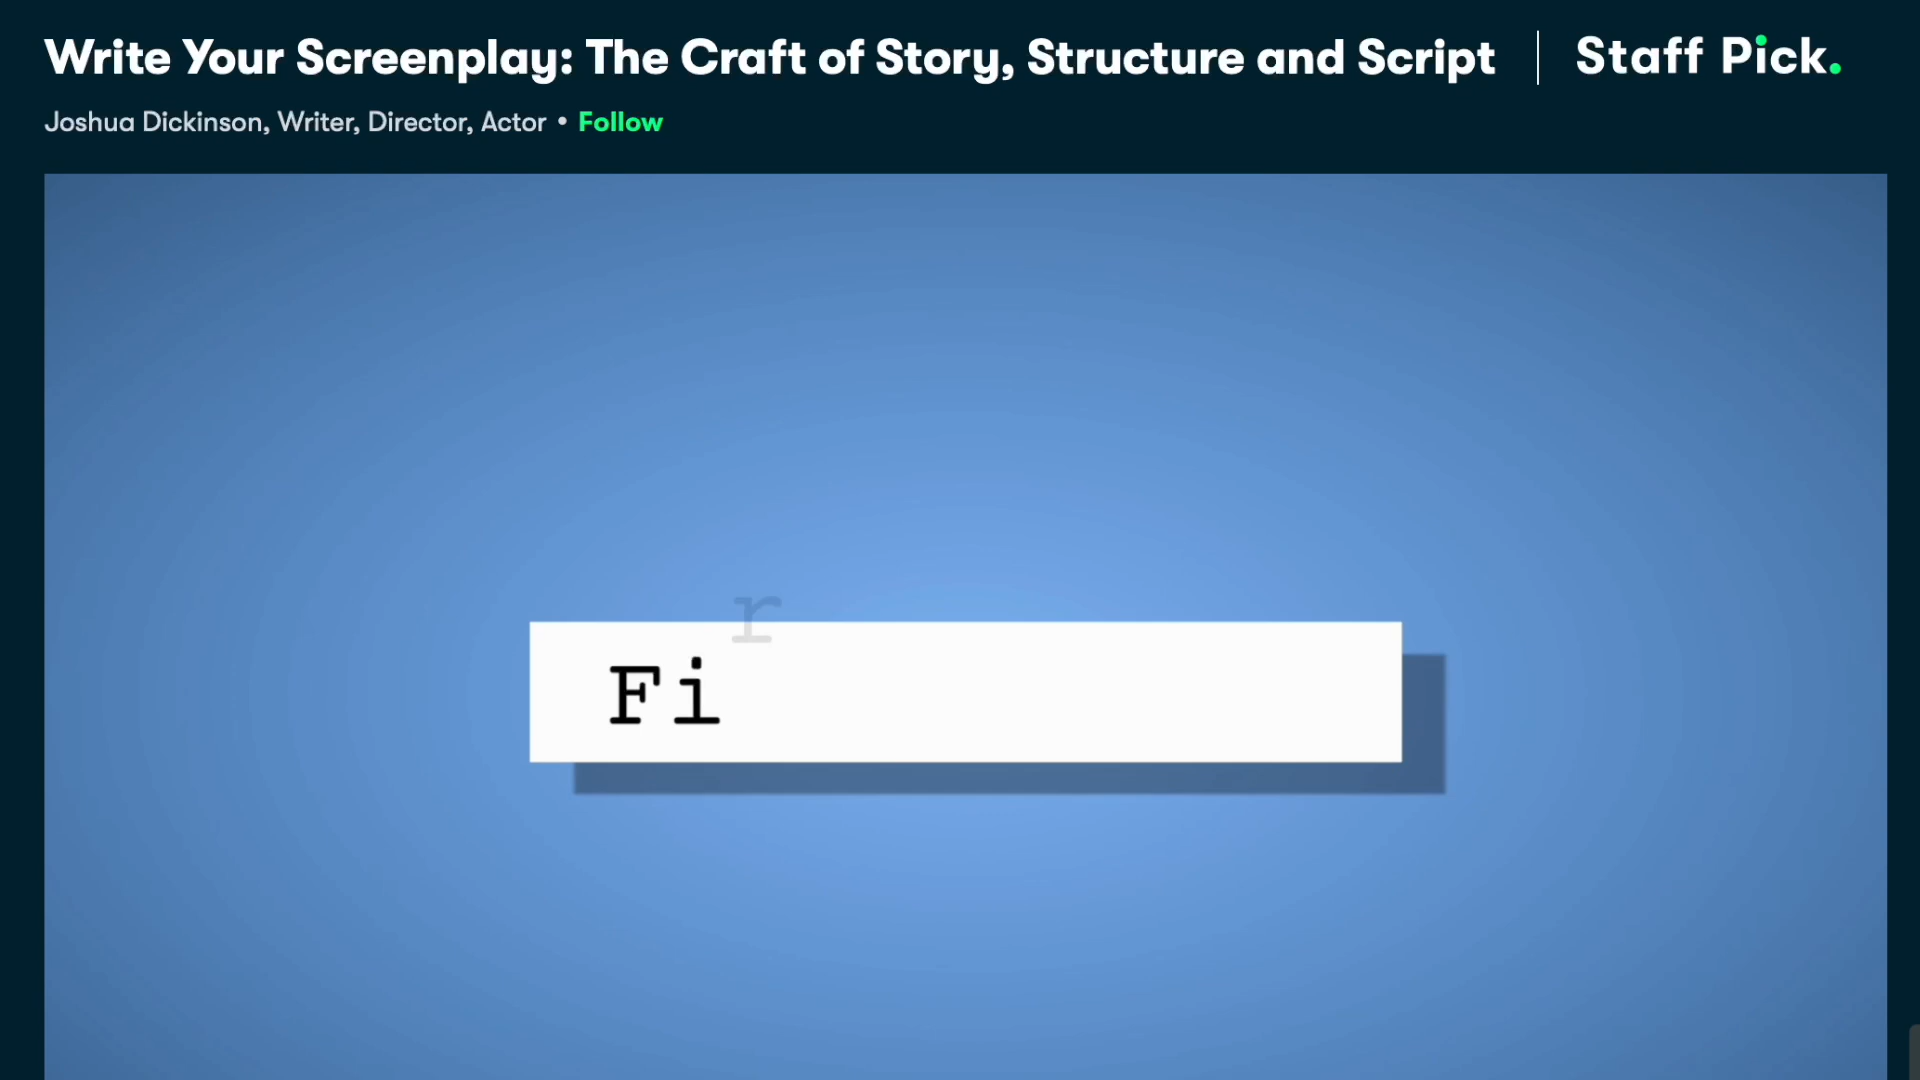 Write Your Screenplay: The Craft of Story, Structure and Script | Staff Pick.
Joshua Dickinson, Writer, Director, Actor • Follow
r
Fi